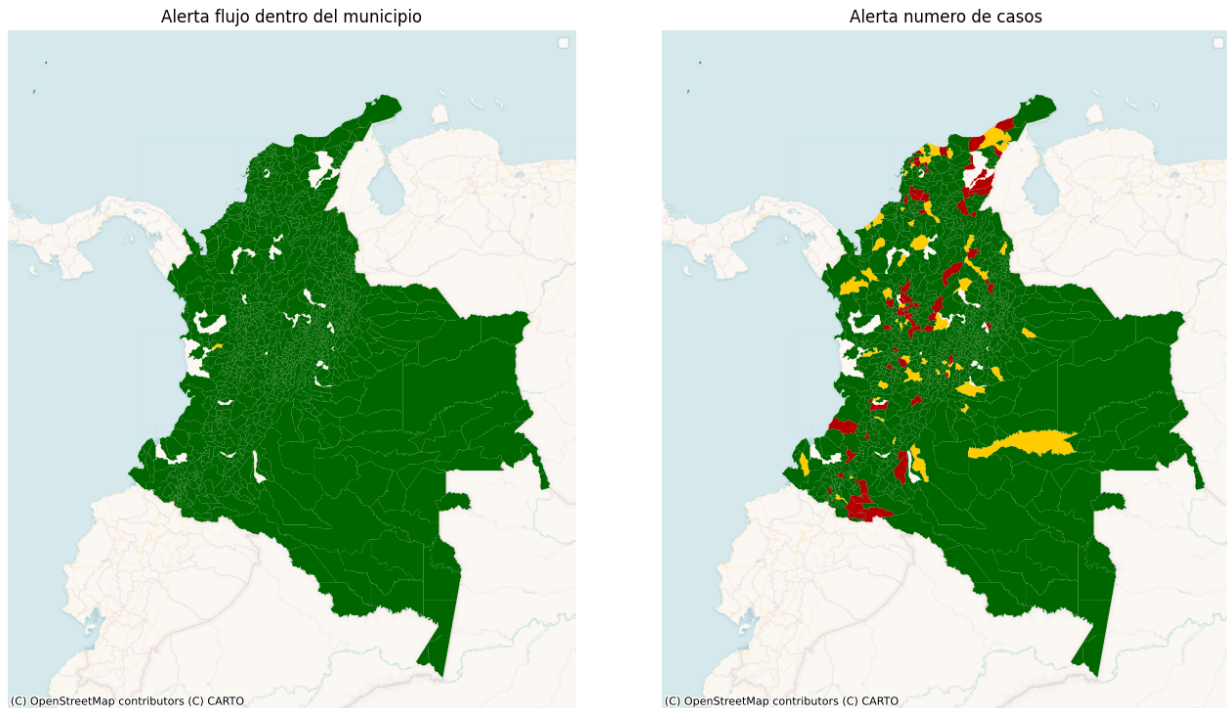 Alerta flujo dentro del municipio
Alerta numero de casos
(C) OpenStreetMap contributors (C) CARTO
(C) OpenStreetMap contributors (C) CARTO